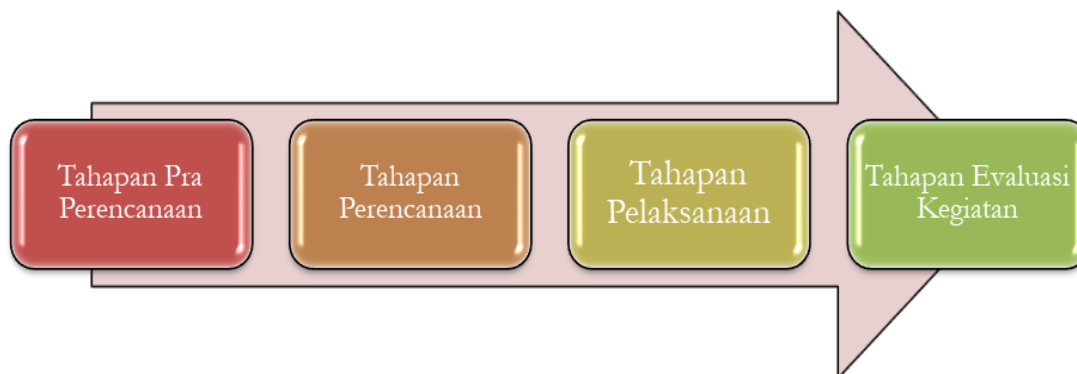 Tahapan Pra
Perencanaan
Tahapan
Perencanaan
Tahapan
Pelaksanaan
Tahapan Evaluasi
Kegiatan